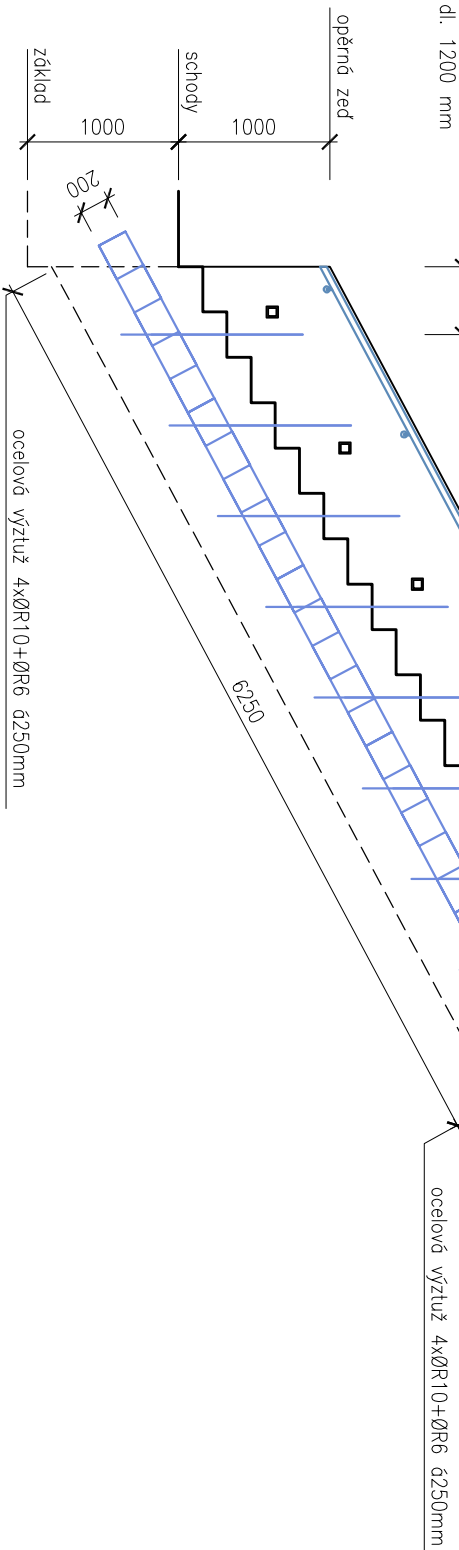 dl. 1200 mm
opěrná zeď
schody
základ
1000
1000
200
6250
ocelová výztuž 4xØR10+ØR6 á250mm
ocelová výztuž 4xØR10+ØR6 á250mm